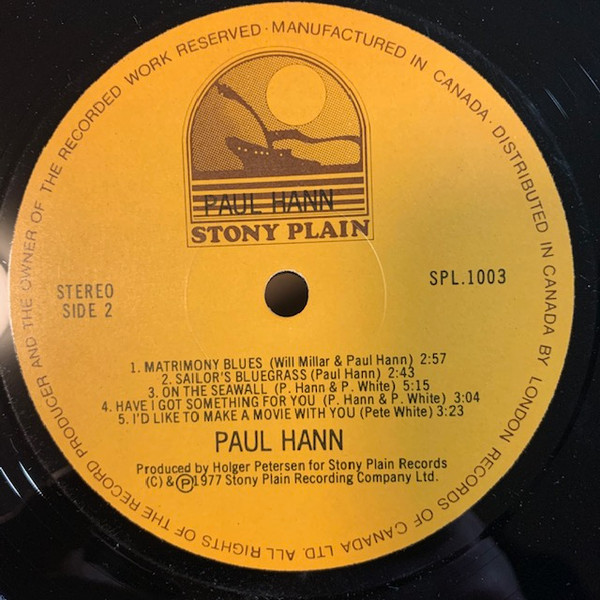 PAUL HANN
STONY PLAIN
STEREO
SIDE 2
SPL.1003
1. MATRIMONY BLUES (Will Millar & Paul Hann) 2:57
2. SAILOR'S BLUEGRASS (Paul Hann) 2:43
3. ON THE SEAWALL (P. Hann & P. White) 5:15
4. HAVE I GOT SOMETHING FOR YOU (P. Hann & P. White) 3:04
5. I'D LIKE TO MAKE A MOVIE WITH YOU (Pete White) 3:23
PAUL HANN
Produced by Holger Petersen for Stony Plain Records
(C) & Ⓟ1977 Stony Plain Recording Company Ltd.
ALL RIGHTS OF THE RECORD PRODUCER AND THE OWNER OF THE RECORDED WORK RESERVED · MANUFACTURED IN CANADA · DISTRIBUTED IN CANADA BY LONDON RECORDS OF CANADA LTD.